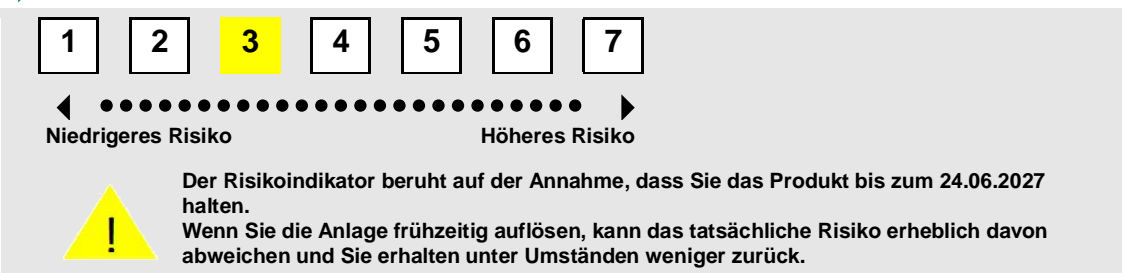 1 2 3 4 5 6 7
Niedrigeres Risiko Höheres Risiko
Der Risikoindikator beruht auf der Annahme, dass Sie das Produkt bis zum 24.06.2027
halten.
Wenn Sie die Anlage frühzeitig auflösen, kann das tatsächliche Risiko erheblich davon
abweichen und Sie erhalten unter Umständen weniger zurück.
!